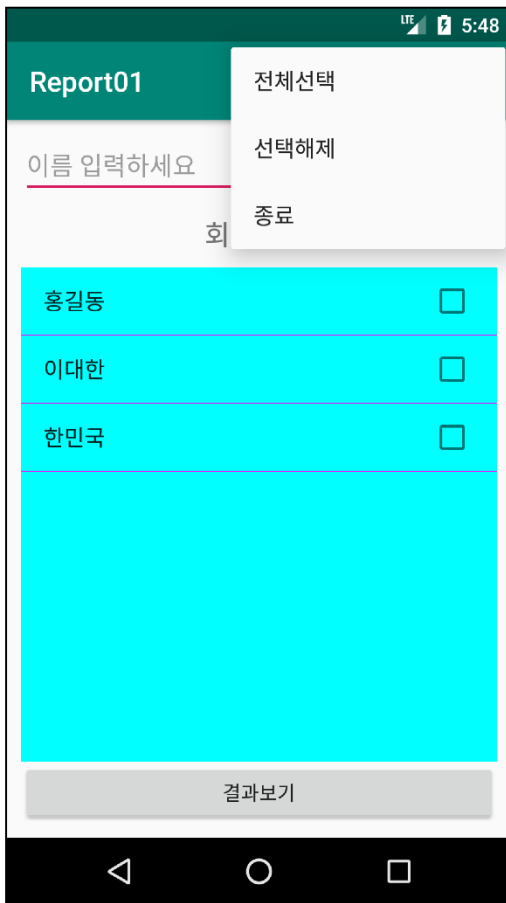 LTE 5:48
Report01
전체선택
이름 입력하세요
선택해제
종료
회
홍길동
이대한
한민국
결과보기